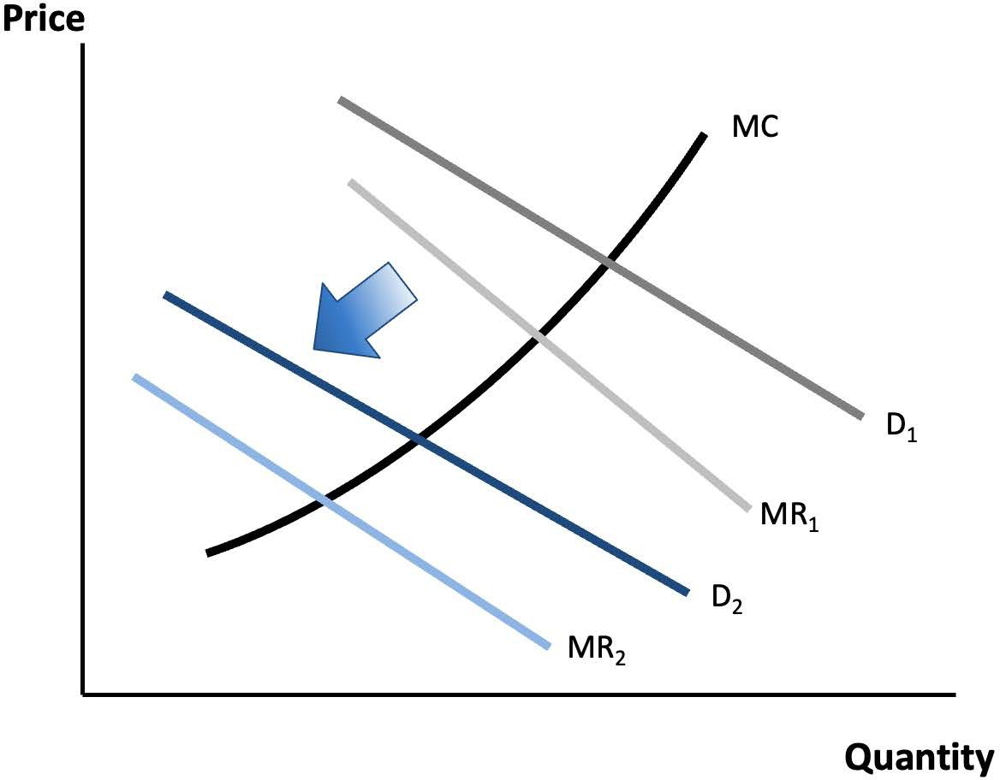 Price
MC
D₁
MR₁
D₂
MR₂
Quantity